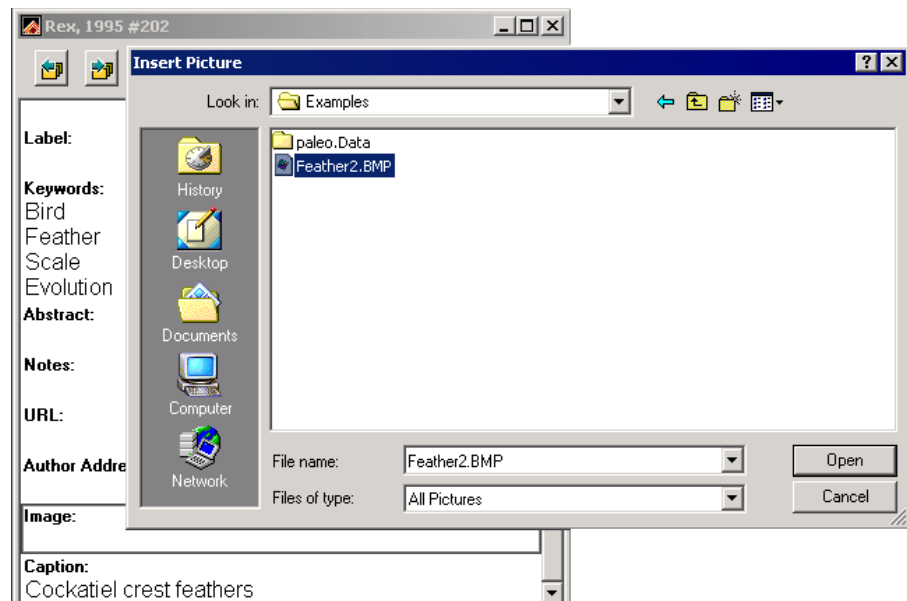 Rex, 1995 #202
Insert Picture
Look in: Examples
Label:
Keywords:
Bird
Feather
Scale
Evolution
Abstract:
Notes:
URL:
Author Addre
Image:
Caption:
Cockatiel crest feathers
History
Desktop
Documents
Computer
Network
paleo.Data
Feather2.BMP
File name: Feather2.BMP
Open
Files of type: All Pictures
Cancel